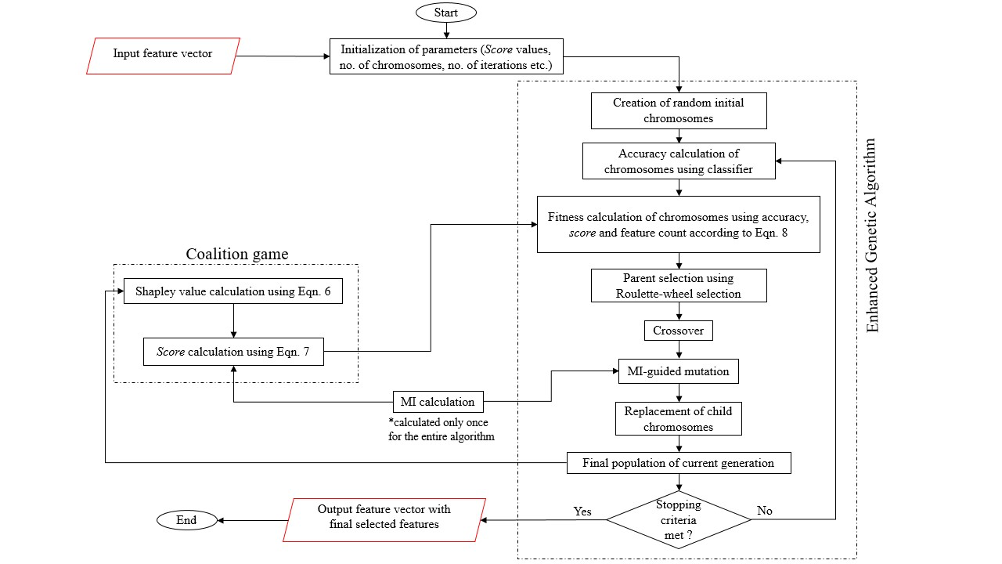 Start
Input feature vector
Initialization of parameters (Score values,
no. of chromosomes, no. of iterations etc.)
Creation of random initial
chromosomes
Accuracy calculation of
chromosomes using classifier
Fitness calculation of chromosomes using accuracy,
score and feature count according to Eqn. 8
Enhanced Genetic Algorithm
Coalition game
Shapley value calculation using Eqn. 6
Score calculation using Eqn. 7
Parent selection using
Roulette-wheel selection
Crossover
MI-guided mutation
MI calculation
*calculated only once
for the entire algorithm
Replacement of child
chromosomes
Final population of current generation
Stopping
criteria
met ?
Yes
No
Output feature vector with
final selected features
End